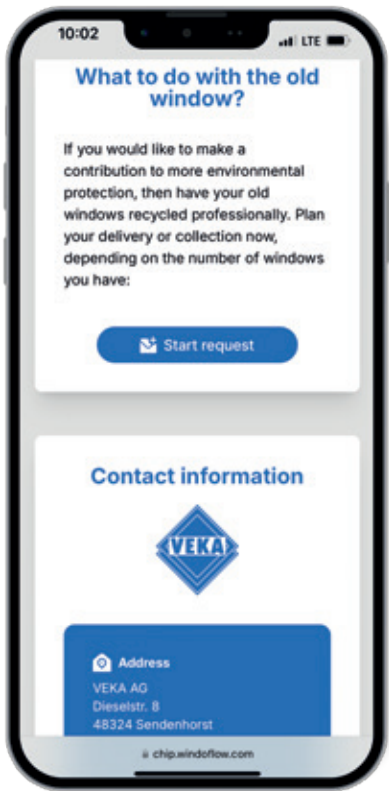 10:02
LTE
What to do with the old
window?
If you would like to make a
contribution to more environmental
protection, then have your old
windows recycled professionally. Plan
your delivery or collection now,
depending on the number of windows
you have:
Start request
Contact information
VEKA
Address
VEKA AG
Dieselstr. 8
48324 Sendenhorst
chip.windoflow.com